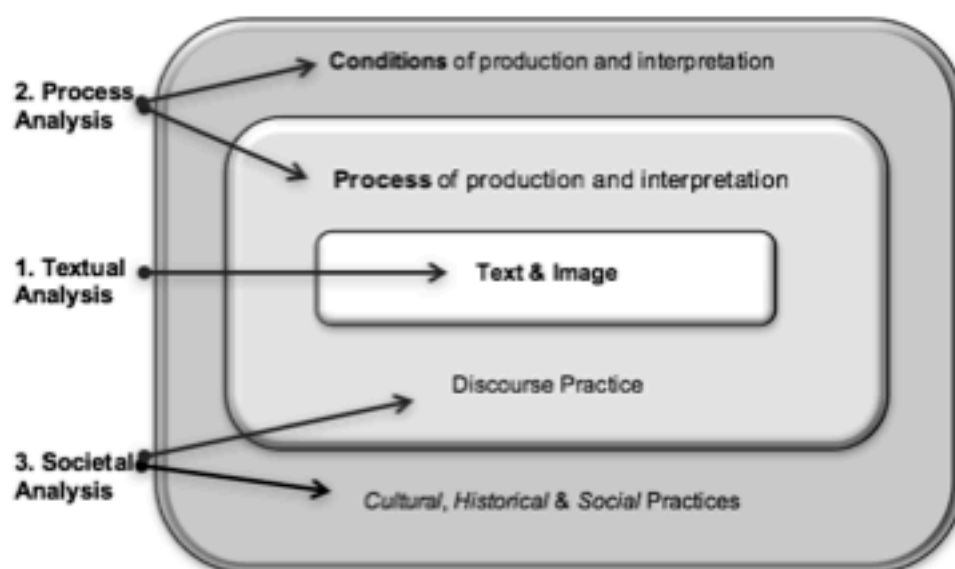 Conditions of production and interpretation
2. Process
Analysis
Process of production and interpretation
1. Textual
Analysis
Text & Image
Discourse Practice
3. Societal
Analysis
Cultural, Historical & Social Practices